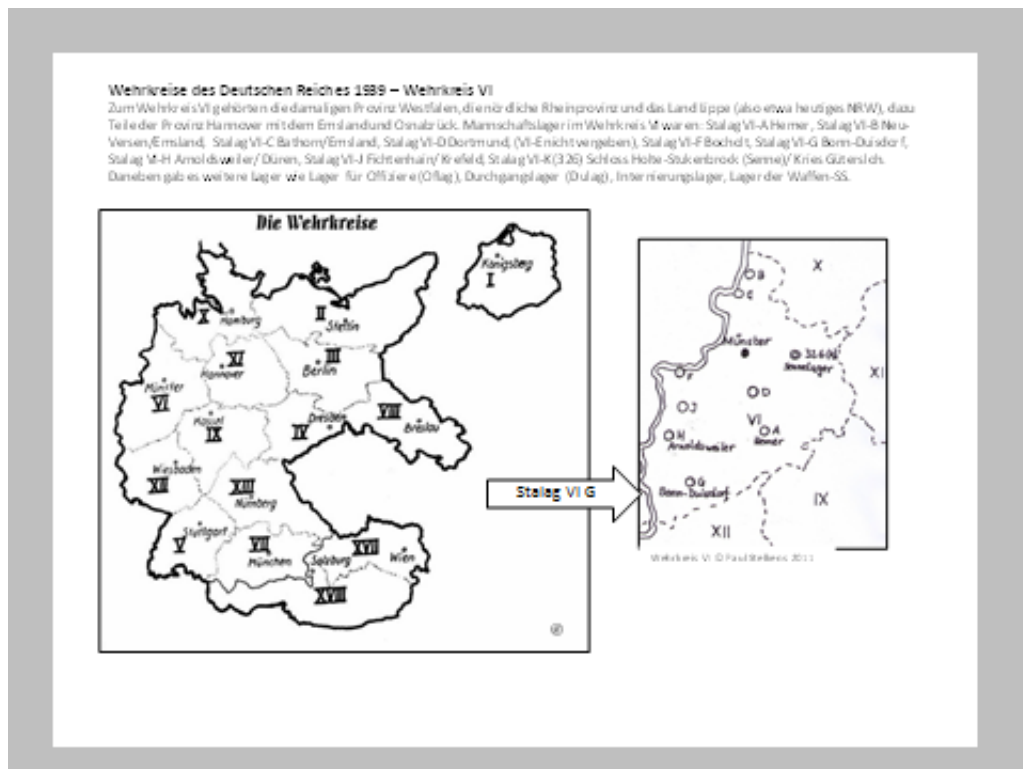 Wehrkreise des Deutschen Reiches 1939 – Wehrkreis VI
Zum Wehrkreis VI gehörten die damaligen Provinz Westfalen, die nördliche Rheinprovinz und das Land Lippe (also etwa heutiges NRW), dazu
Teile der Provinz Hannover mit dem Emsland und Osnabrück. Mannschaftslager im Wehrkreis VI waren: Stalag VI-A Hemer, Stalag VI-B Neu-
Versen/Emsland, Stalag VI-C Bathorn/Emsland, Stalag VI-D Dortmund, (VI-E nicht vergeben), Stalag VI-F Bocholt, Stalag VI-G Bonn-Duisdorf,
Stalag VI-H Arnoldsweiler/ Düren, Stalag VI-J Fichtenhain/ Krefeld, Stalag VI-K (326) Schloss Holte-Stukenbrock (Senne)/ Kries Gütersloh.
Daneben gab es weitere Lager wie Lager für Offiziere (Oflag), Durchgangslager (Dulag), Internierungslager, Lager der Waffen-SS.
Die Wehrkreise
Königsberg
I
X
Hamburg
II
Stettin
XI
Hannover
III
Berlin
Münster
VI
Kassel
IX
Dresden
IV
VIII
Breslau
Wiesbaden
XII
XIII
Nürnberg
Stuttgart
V
VII
München
Salzburg
XVII
Wien
XVIII
X
B
C
Münster
Sennelager
XI
F
D
J
VI
A
Hemer
H
Arnoldsweiler
G
Bonn-Duisdorf
IX
XII
Stalag VI G
Wehrkreis VI © Paul Stelkens 2011